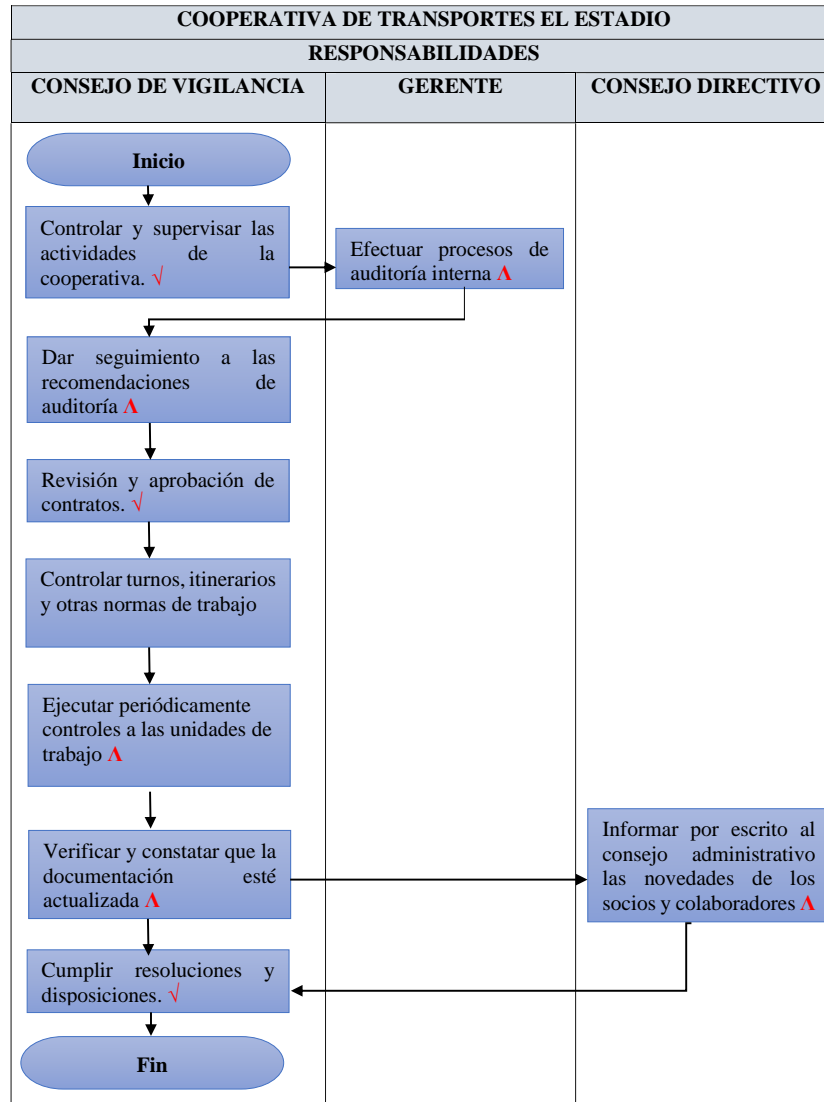 COOPERATIVA DE TRANSPORTES EL ESTADIO
RESPONSABILIDADES
CONSEJO DE VIGILANCIA
GERENTE
CONSEJO DIRECTIVO
Inicio
Controlar y supervisar las
actividades de la
cooperativa. √
Efectuar procesos de
auditoría interna Ʌ
Dar seguimiento a las
recomendaciones de
auditoría Ʌ
Revisión y aprobación de
contratos. √
Controlar turnos, itinerarios
y otras normas de trabajo
Ejecutar periódicamente
controles a las unidades de
trabajo Ʌ
Verificar y constatar que la
documentación esté
actualizada Ʌ
Informar por escrito al
consejo administrativo
las novedades de los
socios y colaboradores Ʌ
Cumplir resoluciones y
disposiciones. √
Fin